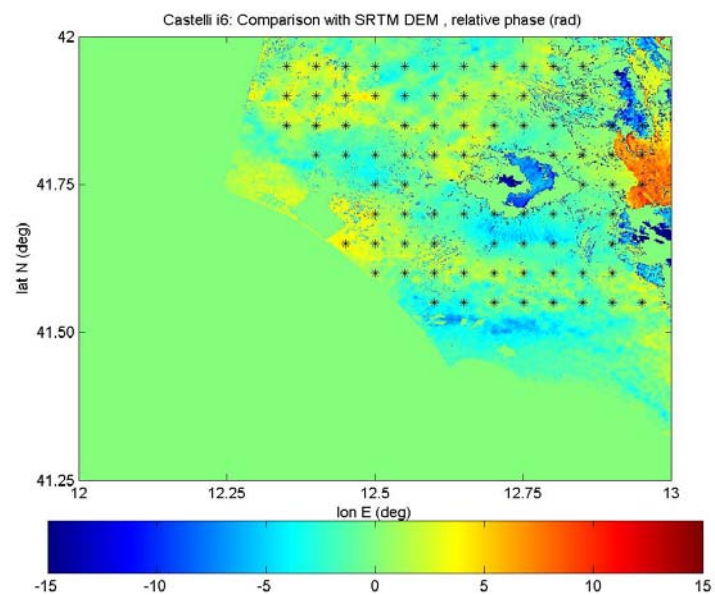 Castelli i6: Comparison with SRTM DEM , relative phase (rad)
42
41.75
41.50
41.25
lat N (deg)
12 12.25 12.5 12.75 13
lon E (deg)
-15 -10 -5 0 5 10 15